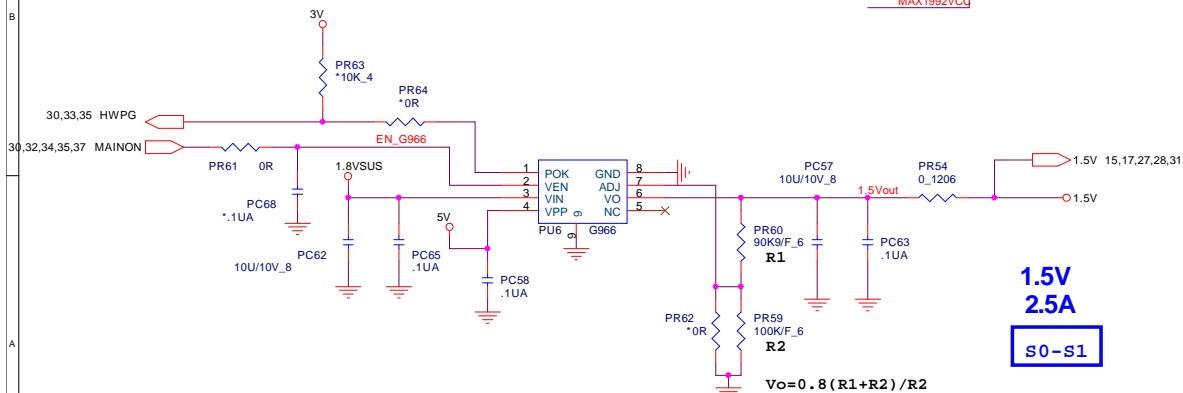 MAX1992VCC
B
3V
PR63
*10K_4
PR64
*0R
30,33,35 HWPG
EN_G966
30,32,34,35,37 MAINON
PR61 0R
1.8VSUS
PC68
*.1UA
1 POK
2 VEN
3 VIN
4 VPP
GND 8
ADJ 7
VO 6
NC 5
9
9
PU6 G966
5V
PC62
10U/10V_8
PC65
.1UA
PC58
.1UA
PC57
10U/10V_8
PR54
0_1206
1.5Vout
1.5V 15,17,27,28,31
1.5V
PR60
90K9/F_6
R1
PC63
.1UA
PR62
*0R
PR59
100K/F_6
R2
Vo=0.8(R1+R2)/R2
1.5V
2.5A
S0-S1
A